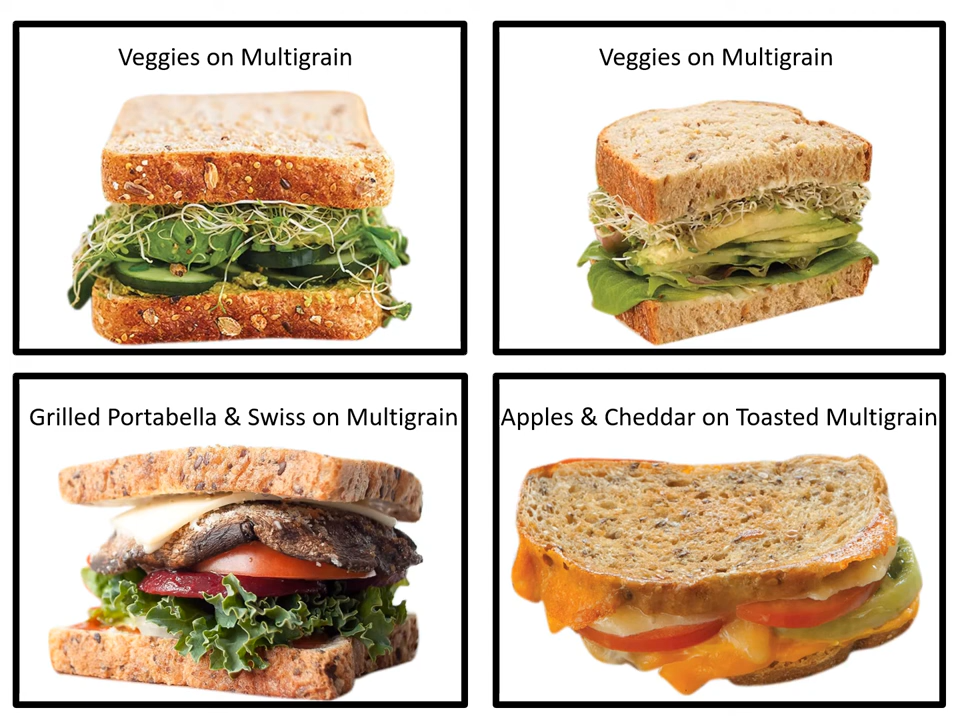 Veggies on Multigrain
Veggies on Multigrain
Grilled Portabella & Swiss on Multigrain
Apples & Cheddar on Toasted Multigrain